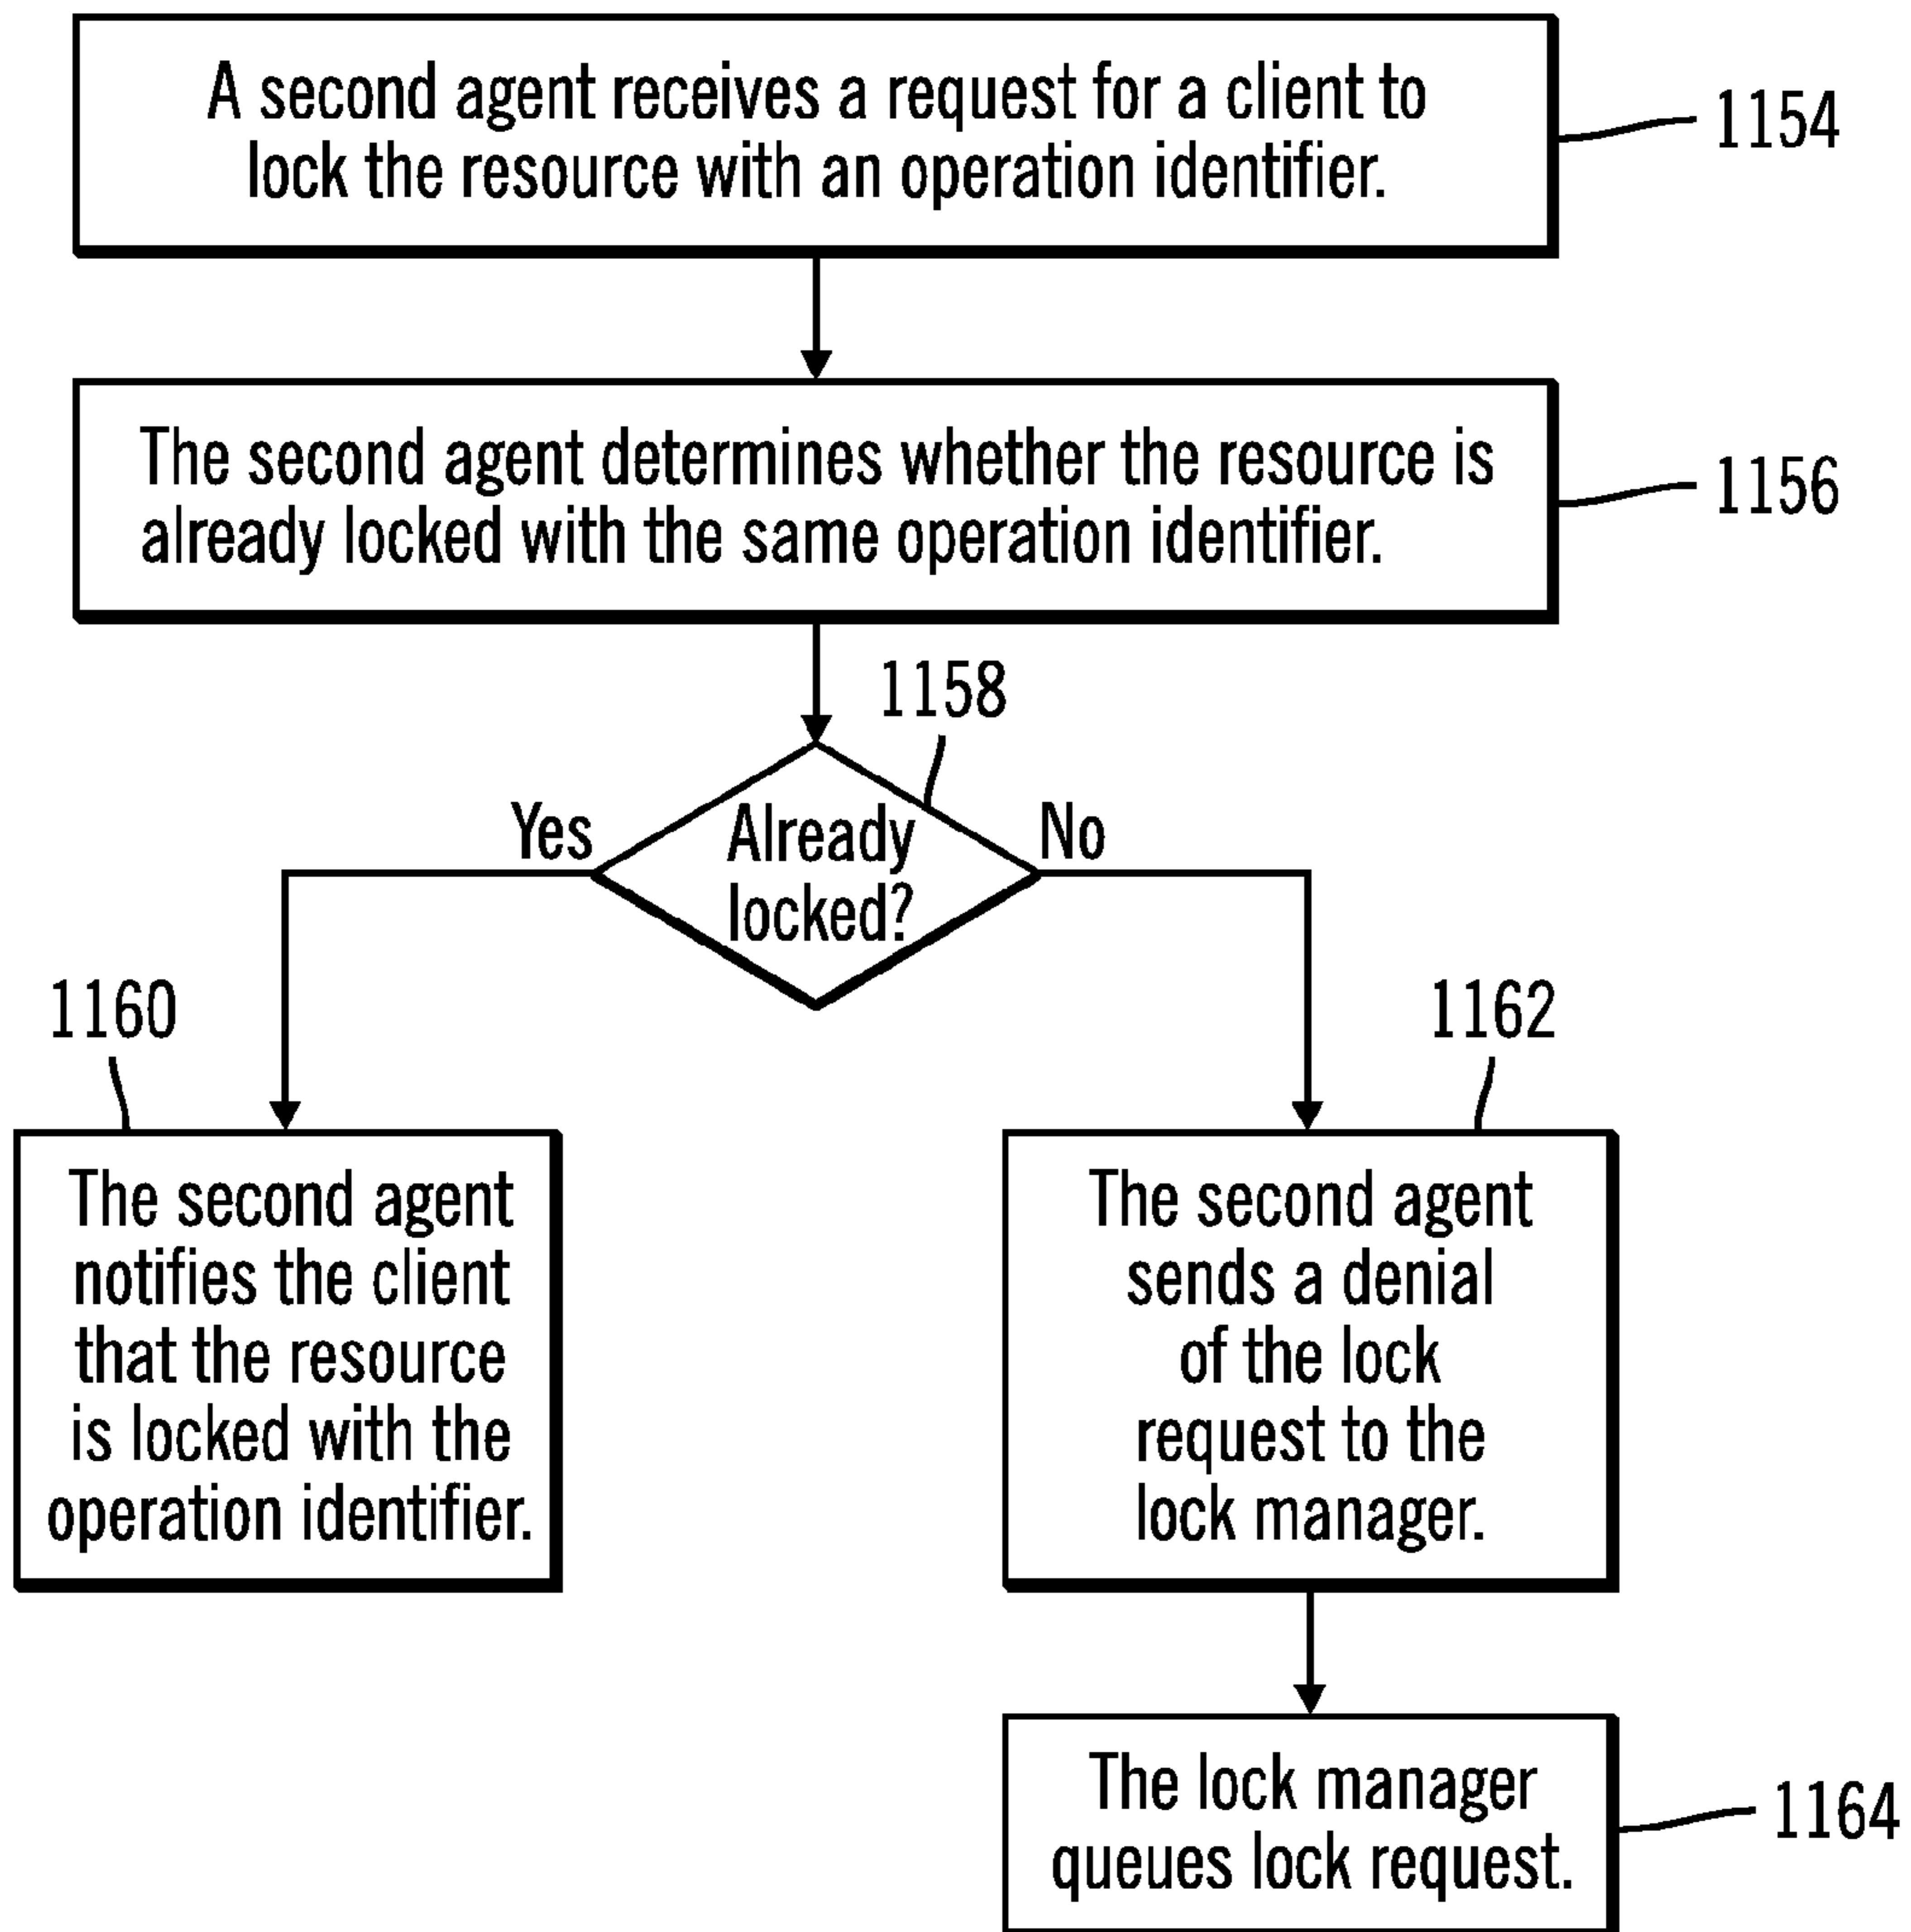 A second agent receives a request for a client to
lock the resource with an operation identifier.
1154
The second agent determines whether the resource is
already locked with the same operation identifier.
1156
1158
Yes
Already
locked?
No
1160
1162
The second agent
notifies the client
that the resource
is locked with the
operation identifier.
The second agent
sends a denial
of the lock
request to the
lock manager.
The lock manager
queues lock request.
1164